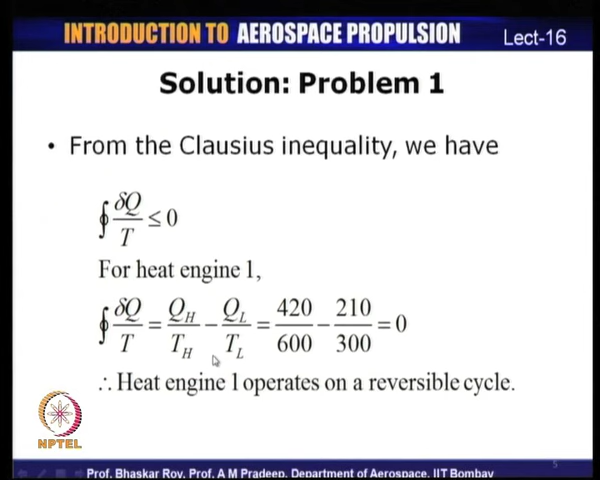 INTRODUCTION TO AEROSPACE PROPULSION Lect-16
Solution: Problem 1
• From the Clausius inequality, we have
∮ δQ/T ≤ 0
For heat engine 1,
∮ δQ/T = Q_H/T_H − Q_L/T_L = 420/600 − 210/300 = 0
∴ Heat engine 1 operates on a reversible cycle.
NPTEL
Prof. Bhaskar Roy, Prof. A M Pradeep, Department of Aerospace, IIT Bombay
5